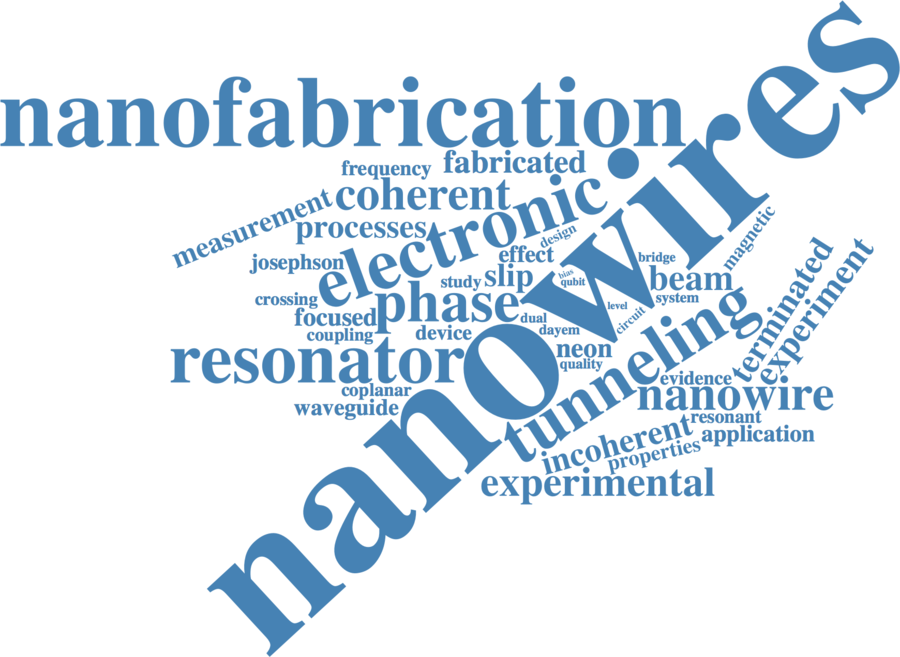 nanowires
nanofabrication
frequency
fabricated
coherent
measurement
processes
electronic
josephson
effect
design
magnetic
study
slip
bias
qubit
bridge
beam
system
level
circuit
crossing
phase
focused
coupling
device
dual
dayem
tunneling
terminated
experiment
resonator
neon
quality
evidence
coplanar
waveguide
nanowire
resonant
incoherent
properties
application
experimental